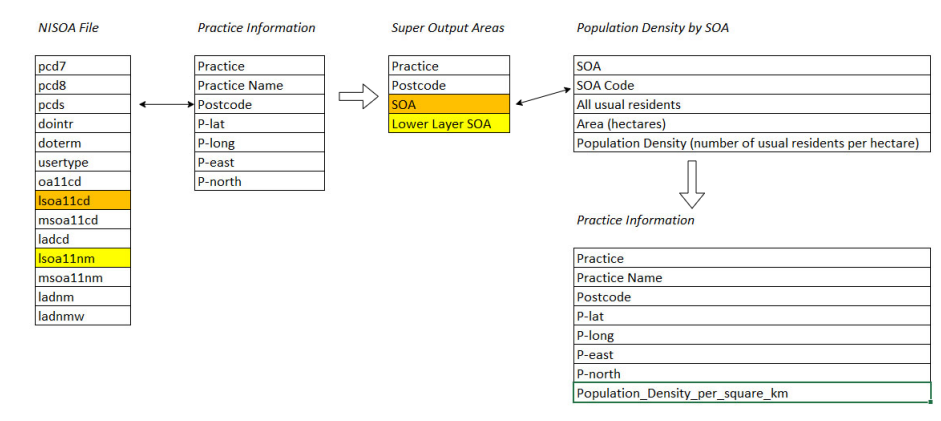 NISOA File
pcd7
pcd8
pcds
dointr
doterm
usertype
oa11cd
lsoa11cd
msoa11cd
ladcd
lsoa11nm
msoa11nm
ladnm
ladnmw
Practice Information
Practice
Practice Name
Postcode
P-lat
P-long
P-east
P-north
Super Output Areas
Practice
Postcode
SOA
Lower Layer SOA
Population Density by SOA
SOA
SOA Code
All usual residents
Area (hectares)
Population Density (number of usual residents per hectare)
Practice Information
Practice
Practice Name
Postcode
P-lat
P-long
P-east
P-north
Population_Density_per_square_km